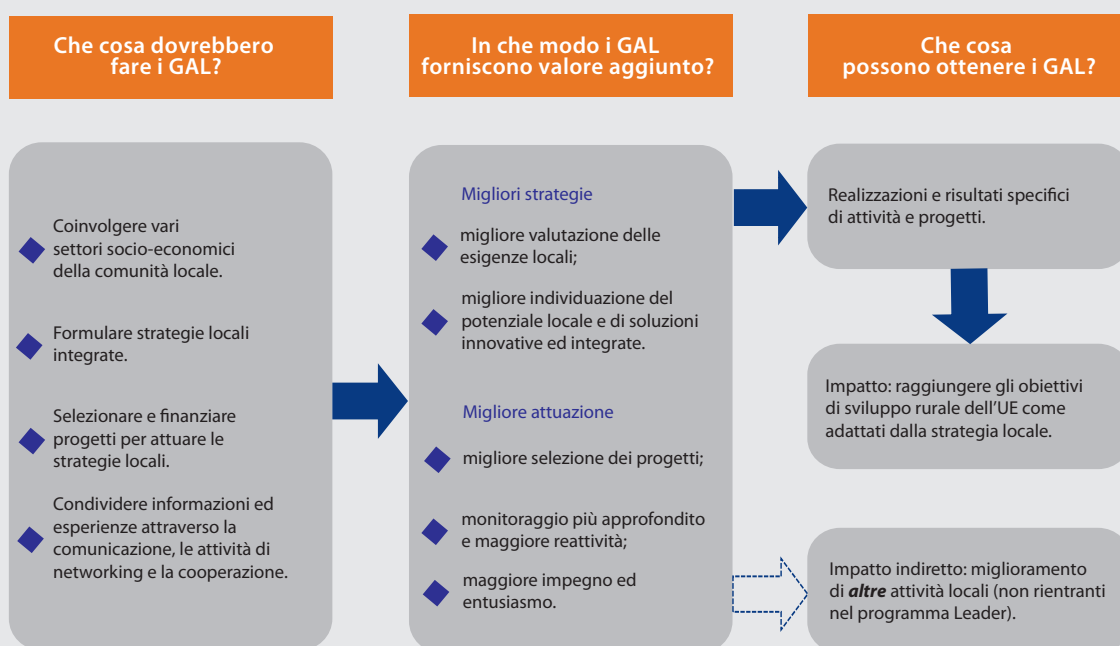 Che cosa dovrebbero
fare i GAL?
Coinvolgere vari
settori socio-economici
della comunità locale.
Formulare strategie locali
integrate.
Selezionare e finanziare
progetti per attuare le
strategie locali.
Condividere informazioni ed
esperienze attraverso la
comunicazione, le attività di
networking e la cooperazione.
In che modo i GAL
forniscono valore aggiunto?
Migliori strategie
migliore valutazione delle
esigenze locali;
migliore individuazione del
potenziale locale e di soluzioni
innovative ed integrate.
Migliore attuazione
migliore selezione dei progetti;
monitoraggio più approfondito
e maggiore reattività;
maggiore impegno ed
entusiasmo.
Che cosa
possono ottenere i GAL?
Realizzazioni e risultati specifici
di attività e progetti.
Impatto: raggiungere gli obiettivi
di sviluppo rurale dell'UE come
adattati dalla strategia locale.
Impatto indiretto: miglioramento
di altre attività locali (non rientranti
nel programma Leader).